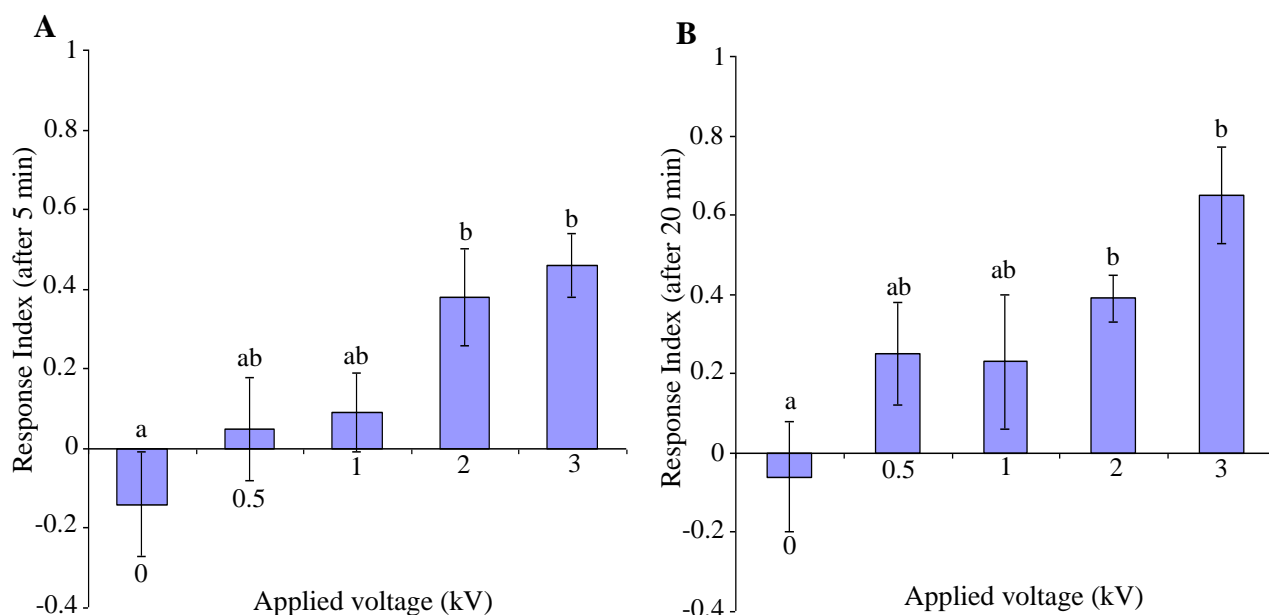 A
Response Index (after 5 min)
1
0.8
0.6
0.4
0.2
0
-0.2
-0.4
a
ab
ab
b
b
0
0.5
1
2
3
Applied voltage (kV)
B
Response Index (after 20 min)
1
0.8
0.6
0.4
0.2
0
-0.2
-0.4
a
ab
ab
b
b
0
0.5
1
2
3
Applied voltage (kV)